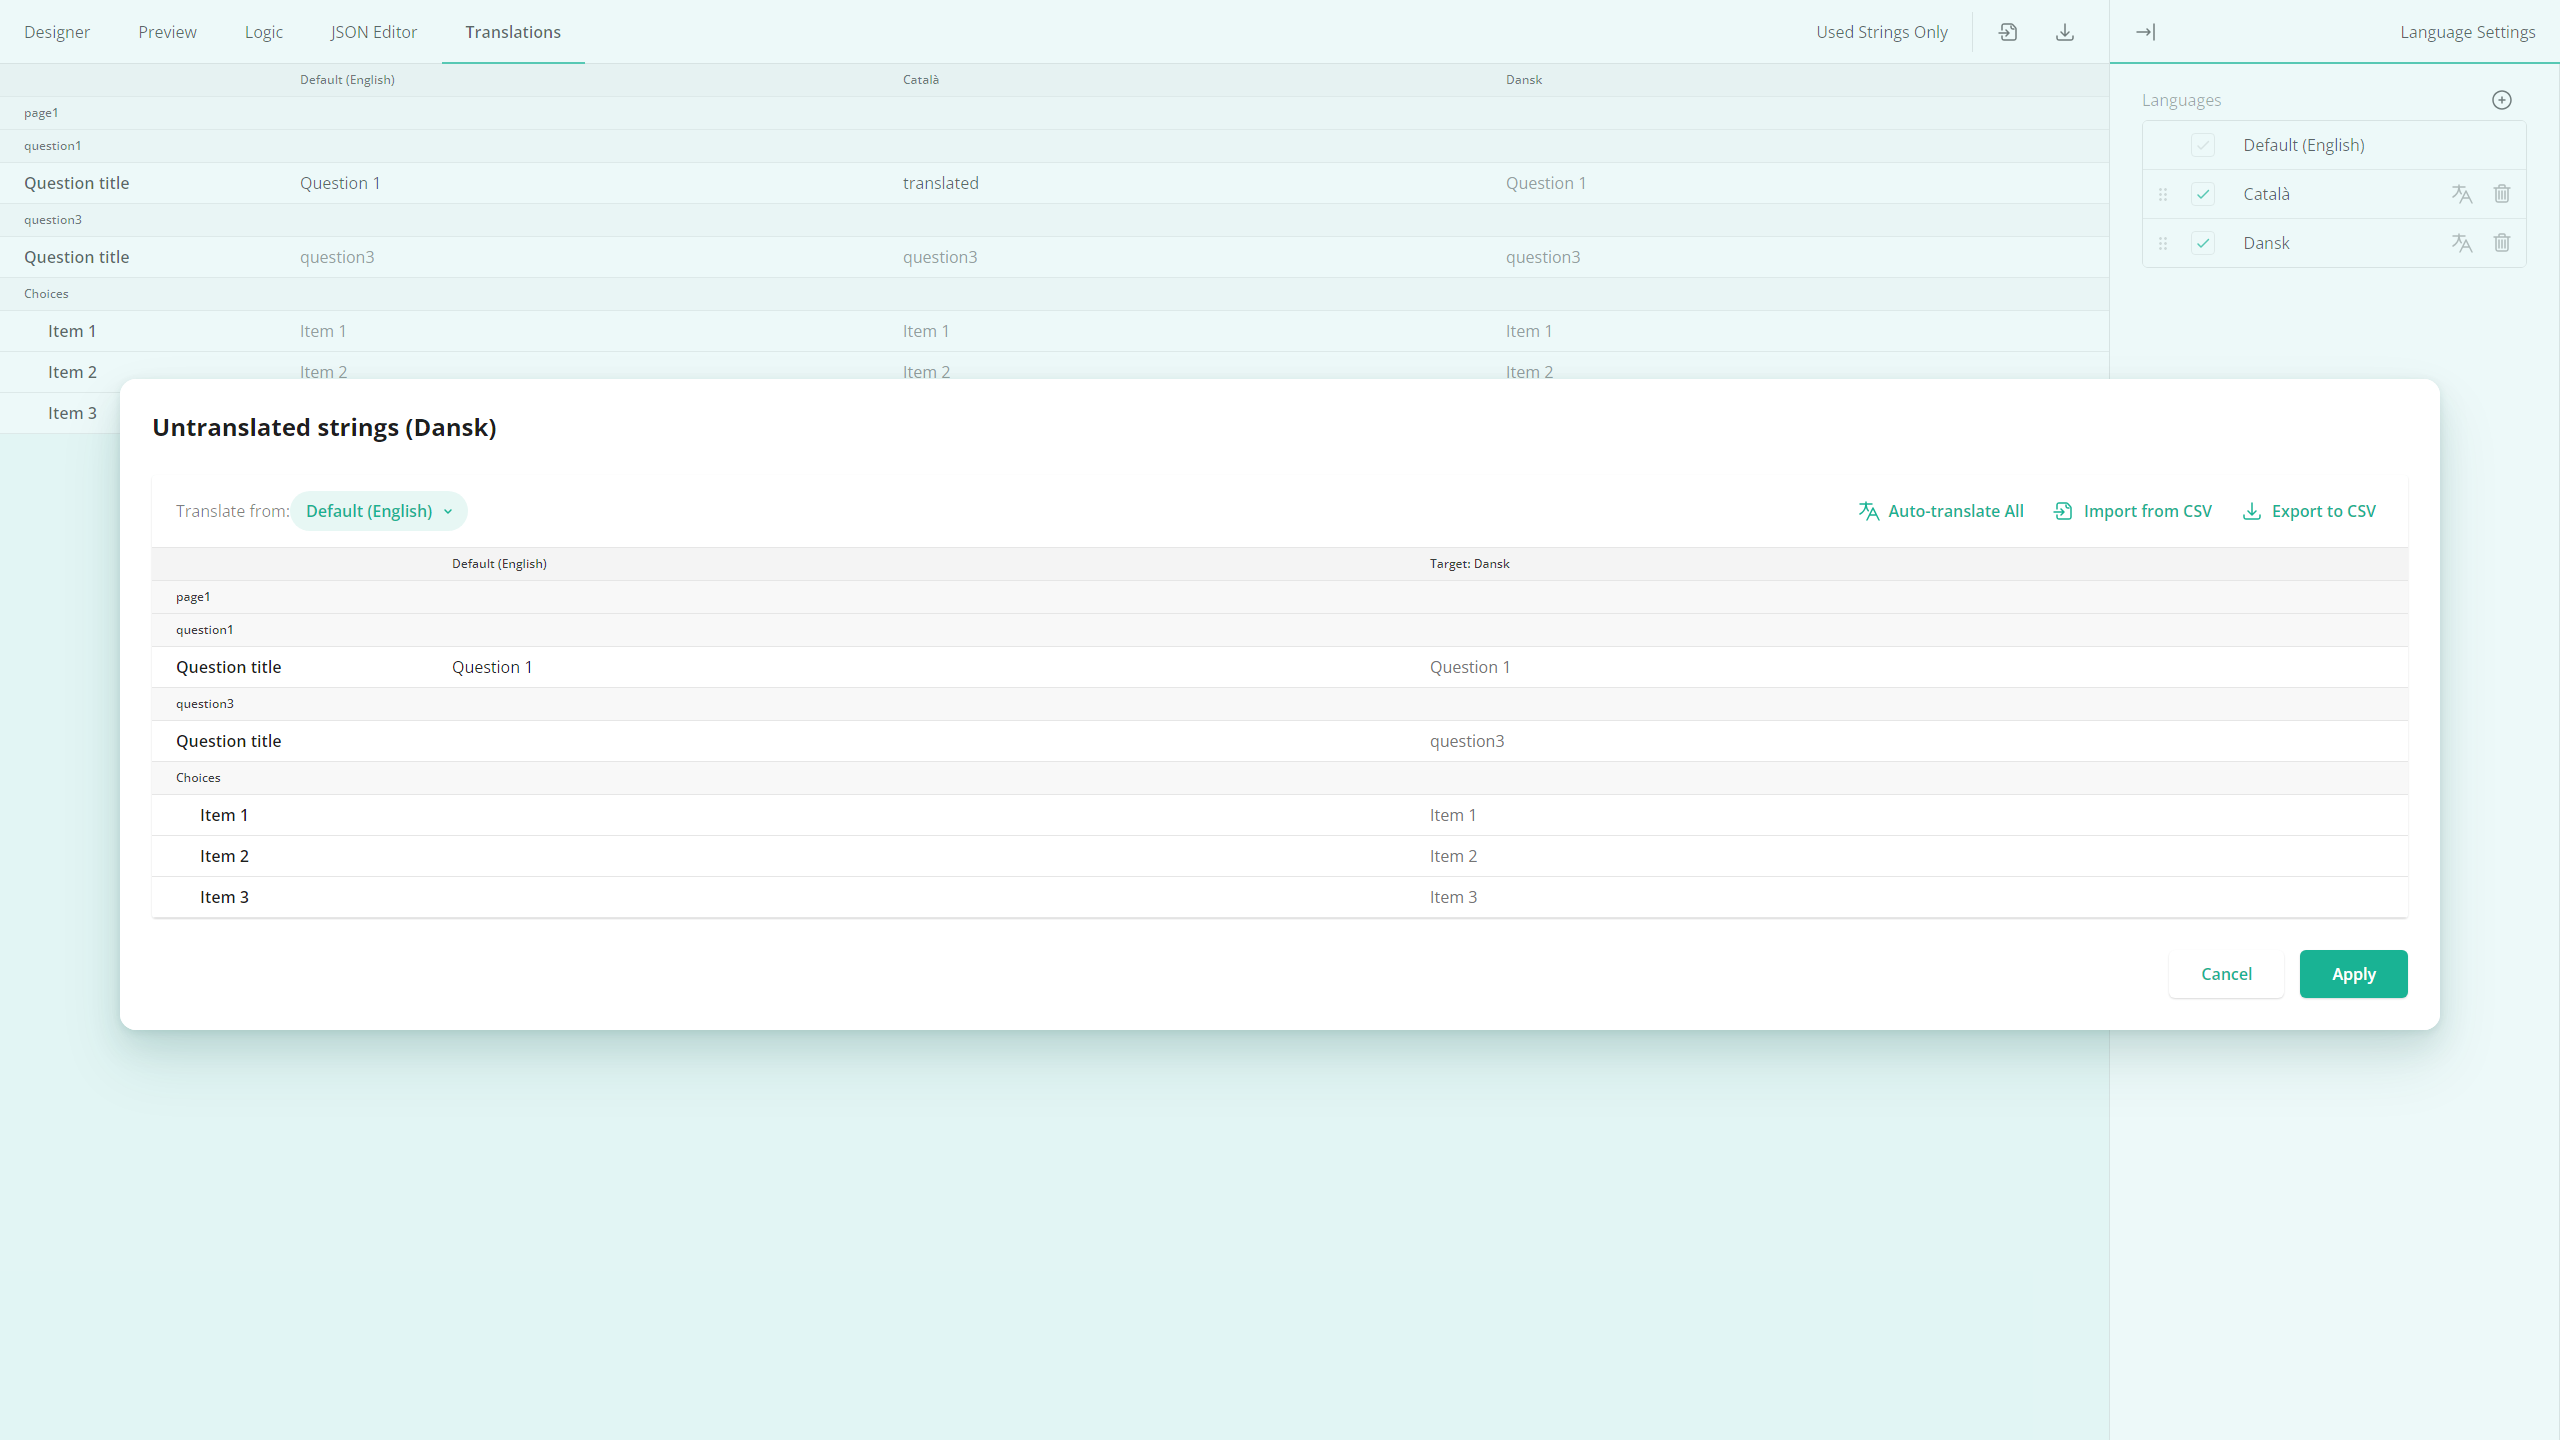 Designer Preview Logic JSON Editor Translations Used Strings Only Language Settings
Default (English) Català Dansk
page1
question1
Question title Question 1 translated Question 1
question3
Question title question3 question3 question3
Choices
Item 1 Item 1 Item 1 Item 1
Item 2 Item 2 Item 2 Item 2
Item 3
Languages
Default (English)
Català
Dansk
Untranslated strings (Dansk)
Translate from: Default (English) Auto-translate All Import from CSV Export to CSV
Default (English) Target: Dansk
page1
question1
Question title Question 1 Question 1
question3
Question title question3
Choices
Item 1 Item 1
Item 2 Item 2
Item 3 Item 3
Cancel Apply